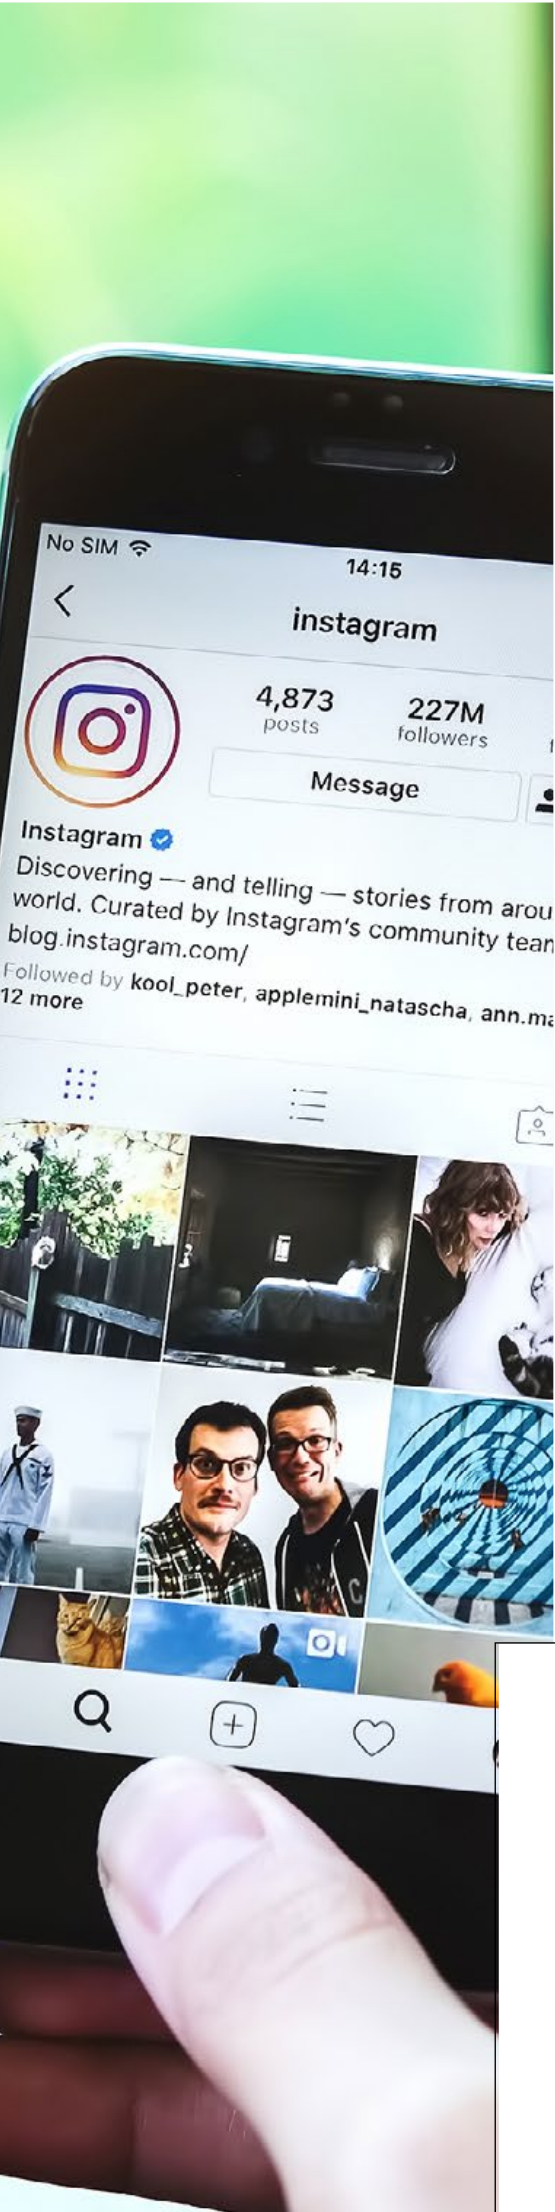 No SIM
14:15
instagram
4,873 227M
posts followers
Message
Instagram
Discovering — and telling — stories from arou
world. Curated by Instagram's community tean
blog.instagram.com/
Followed by kool_peter, applemini_natascha, ann.ma
12 more
C